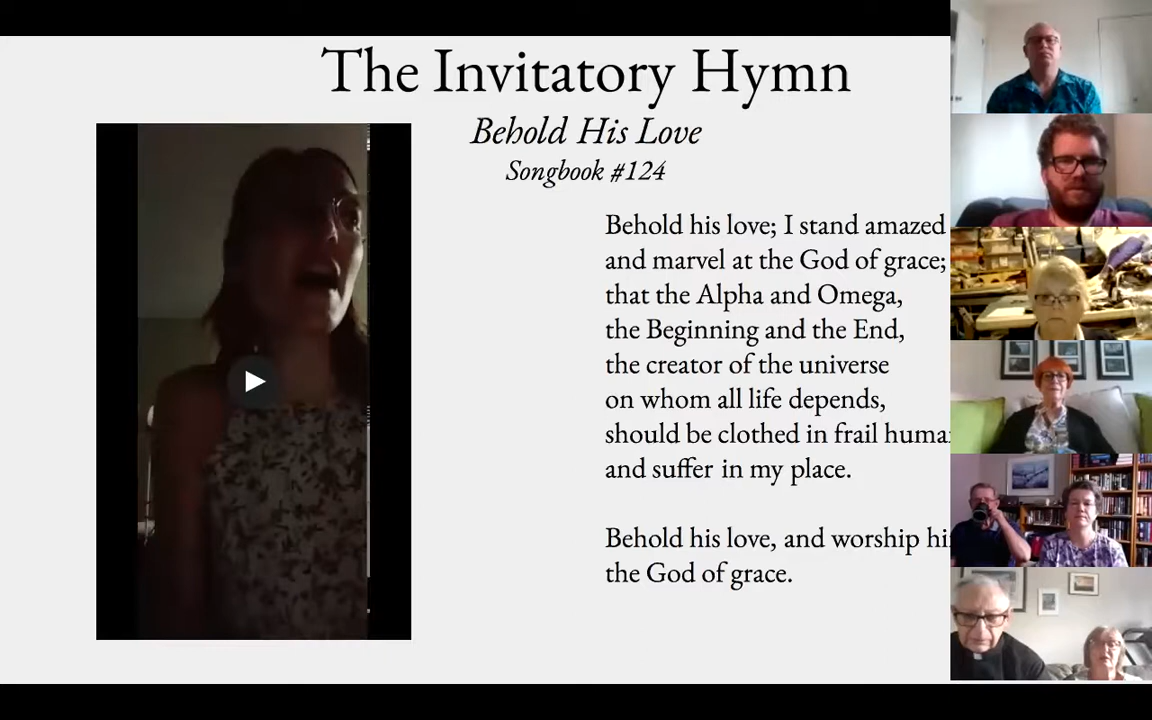 The Invitatory Hymn
Behold His Love
Songbook #124
Behold his love; I stand amazed
and marvel at the God of grace;
that the Alpha and Omega,
the Beginning and the End,
the creator of the universe
on whom all life depends,
should be clothed in frail
and suffer in my place.
Behold his love, and worship
the God of grace.